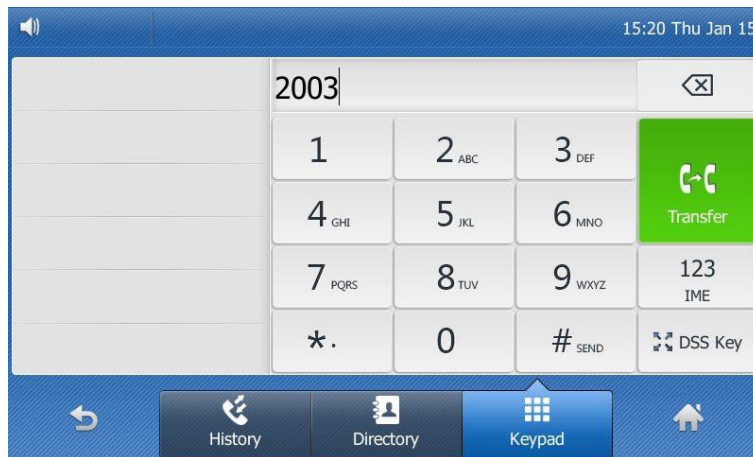 15:20 Thu Jan 15
2003
1
2 ABC
3 DEF
Transfer
4 GHI
5 JKL
6 MNO
7 PQRS
8 TUV
9 WXYZ
123
IME
*.
0
# SEND
DSS Key
History
Directory
Keypad